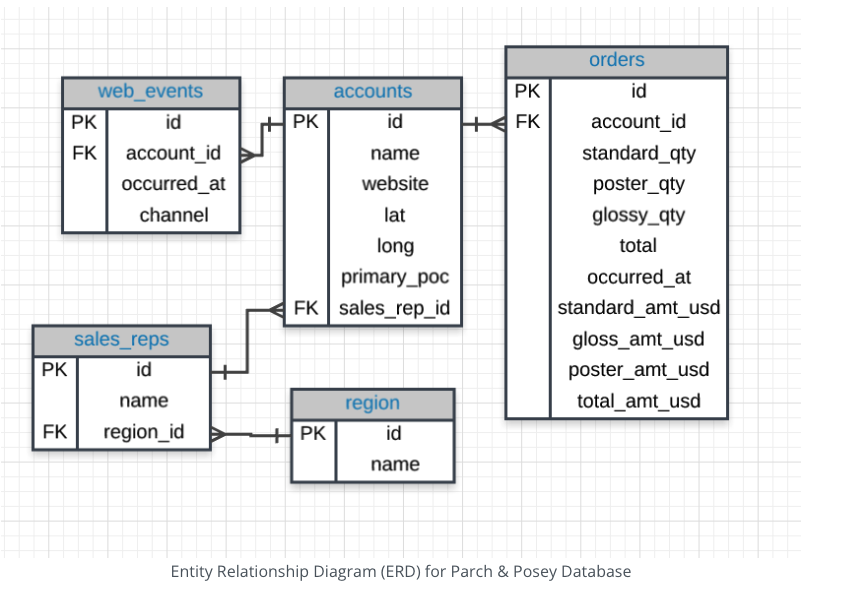 web_events
PK id
FK account_id
occurred_at
channel
accounts
PK id
name
website
lat
long
primary_poc
FK sales_rep_id
orders
PK id
FK account_id
standard_qty
poster_qty
glossy_qty
total
occurred_at
standard_amt_usd
gloss_amt_usd
poster_amt_usd
total_amt_usd
sales_reps
PK id
name
FK region_id
region
PK id
name
Entity Relationship Diagram (ERD) for Parch & Posey Database